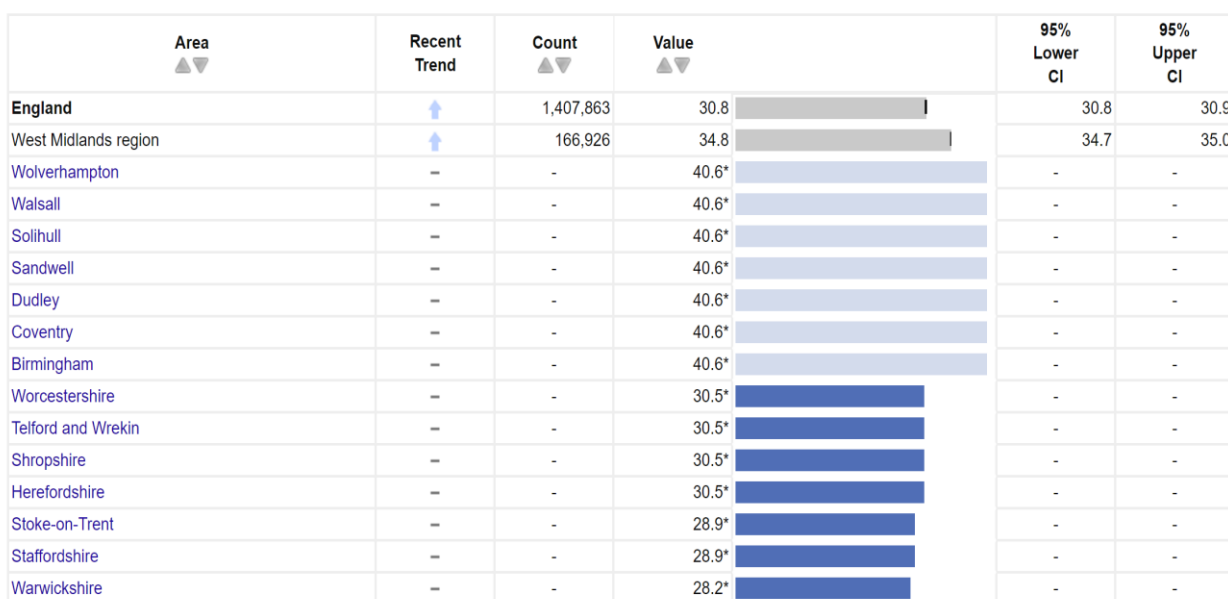 Area Recent Trend Count Value 95% Lower CI 95% Upper CI
England 1,407,863 30.8 30.8 30.9
West Midlands region 166,926 34.8 34.7 35.0
Wolverhampton - - 40.6* - -
Walsall - - 40.6* - -
Solihull - - 40.6* - -
Sandwell - - 40.6* - -
Dudley - - 40.6* - -
Coventry - - 40.6* - -
Birmingham - - 40.6* - -
Worcestershire - - 30.5* - -
Telford and Wrekin - - 30.5* - -
Shropshire - - 30.5* - -
Herefordshire - - 30.5* - -
Stoke-on-Trent - - 28.9* - -
Staffordshire - - 28.9* - -
Warwickshire - - 28.2* - -